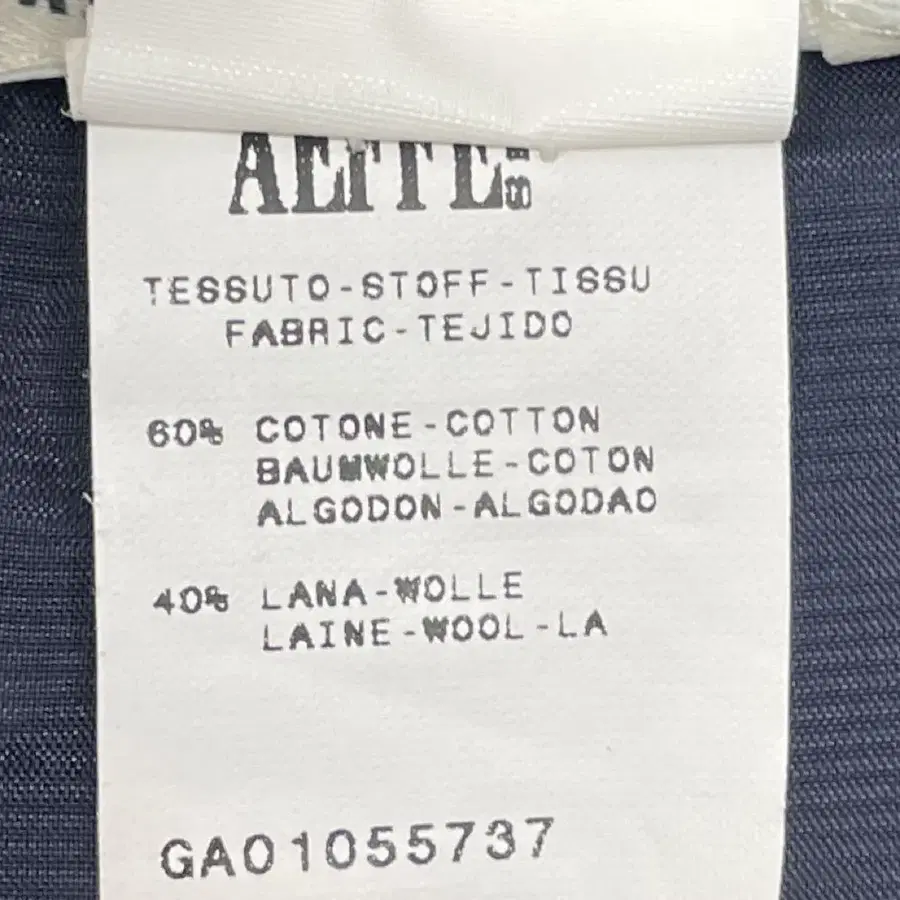 AEFFE
TESSUTO-STOFF-TISSU
FABRIC-TEJIDO
60% COTONE-COTTON
BAUMWOLLE-COTON
ALGODON-ALGODAO
40% LANA-WOLLE
LAINE-WOOL-LA
GA01055737